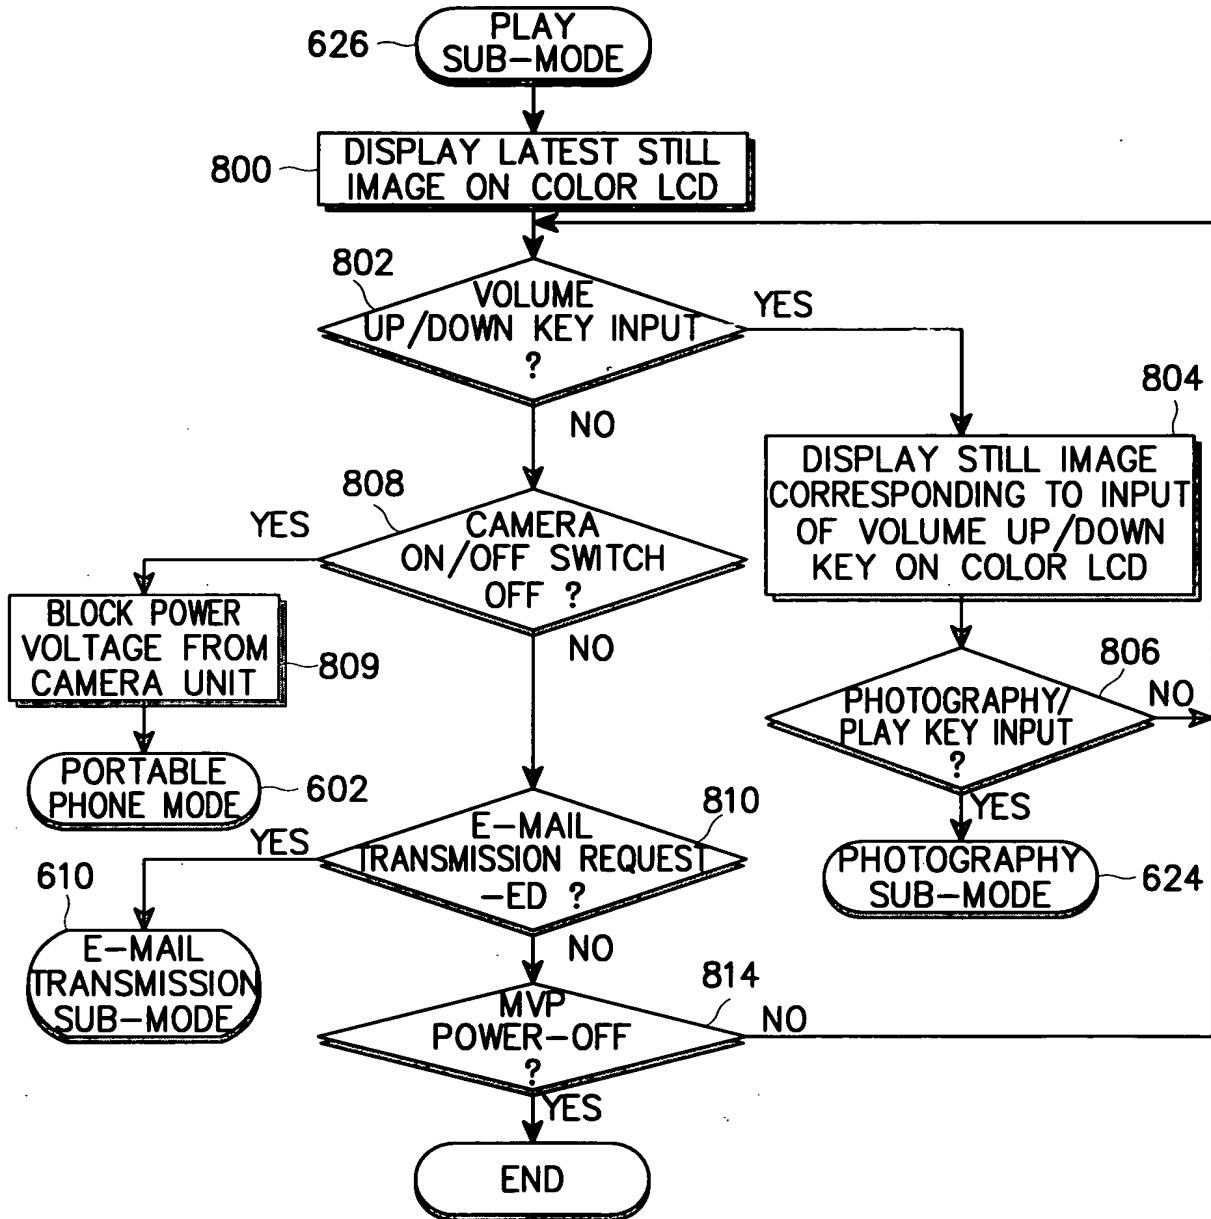 626
PLAY
SUB-MODE
800
DISPLAY LATEST STILL
IMAGE ON COLOR LCD
802
VOLUME
UP/DOWN KEY INPUT
?
YES
NO
804
DISPLAY STILL IMAGE
CORRESPONDING TO INPUT
OF VOLUME UP/DOWN
KEY ON COLOR LCD
808
CAMERA
ON/OFF SWITCH
OFF ?
YES
NO
BLOCK POWER
VOLTAGE FROM
CAMERA UNIT
809
PORTABLE
PHONE MODE
602
806
PHOTOGRAPHY/
PLAY KEY INPUT
?
NO
YES
PHOTOGRAPHY
SUB-MODE
624
810
E-MAIL
TRANSMISSION REQUEST
-ED ?
YES
NO
610
E-MAIL
TRANSMISSION
SUB-MODE
814
MVP
POWER-OFF
?
NO
YES
END